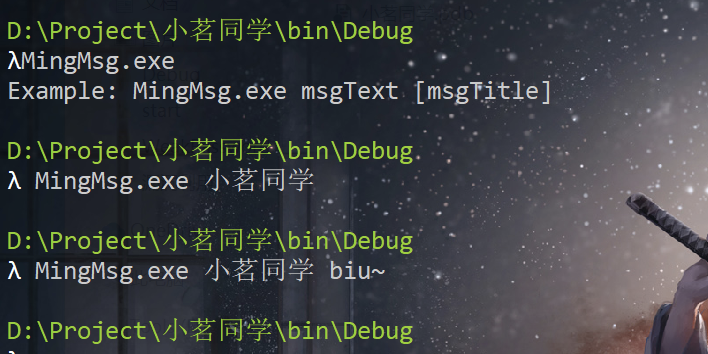 D:\Project\小茗同学\bin\Debug
λMingMsg.exe
Example: MingMsg.exe msgText [msgTitle]
D:\Project\小茗同学\bin\Debug
λ MingMsg.exe 小茗同学
D:\Project\小茗同学\bin\Debug
λ MingMsg.exe 小茗同学 biu~
D:\Project\小茗同学\bin\Debug
λ